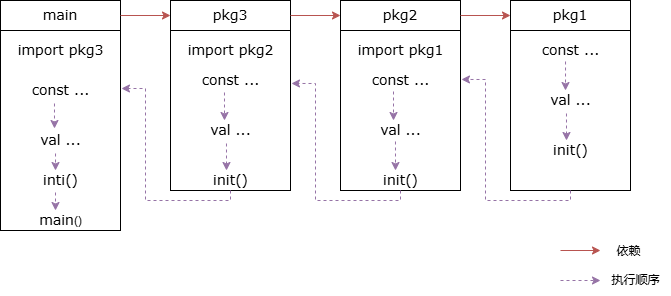 main
import pkg3
const ...
val ...
inti()
main()
pkg3
import pkg2
const ...
val ...
init()
pkg2
import pkg1
const ...
val ...
init()
pkg1
const ...
val ...
init()
依赖
执行顺序